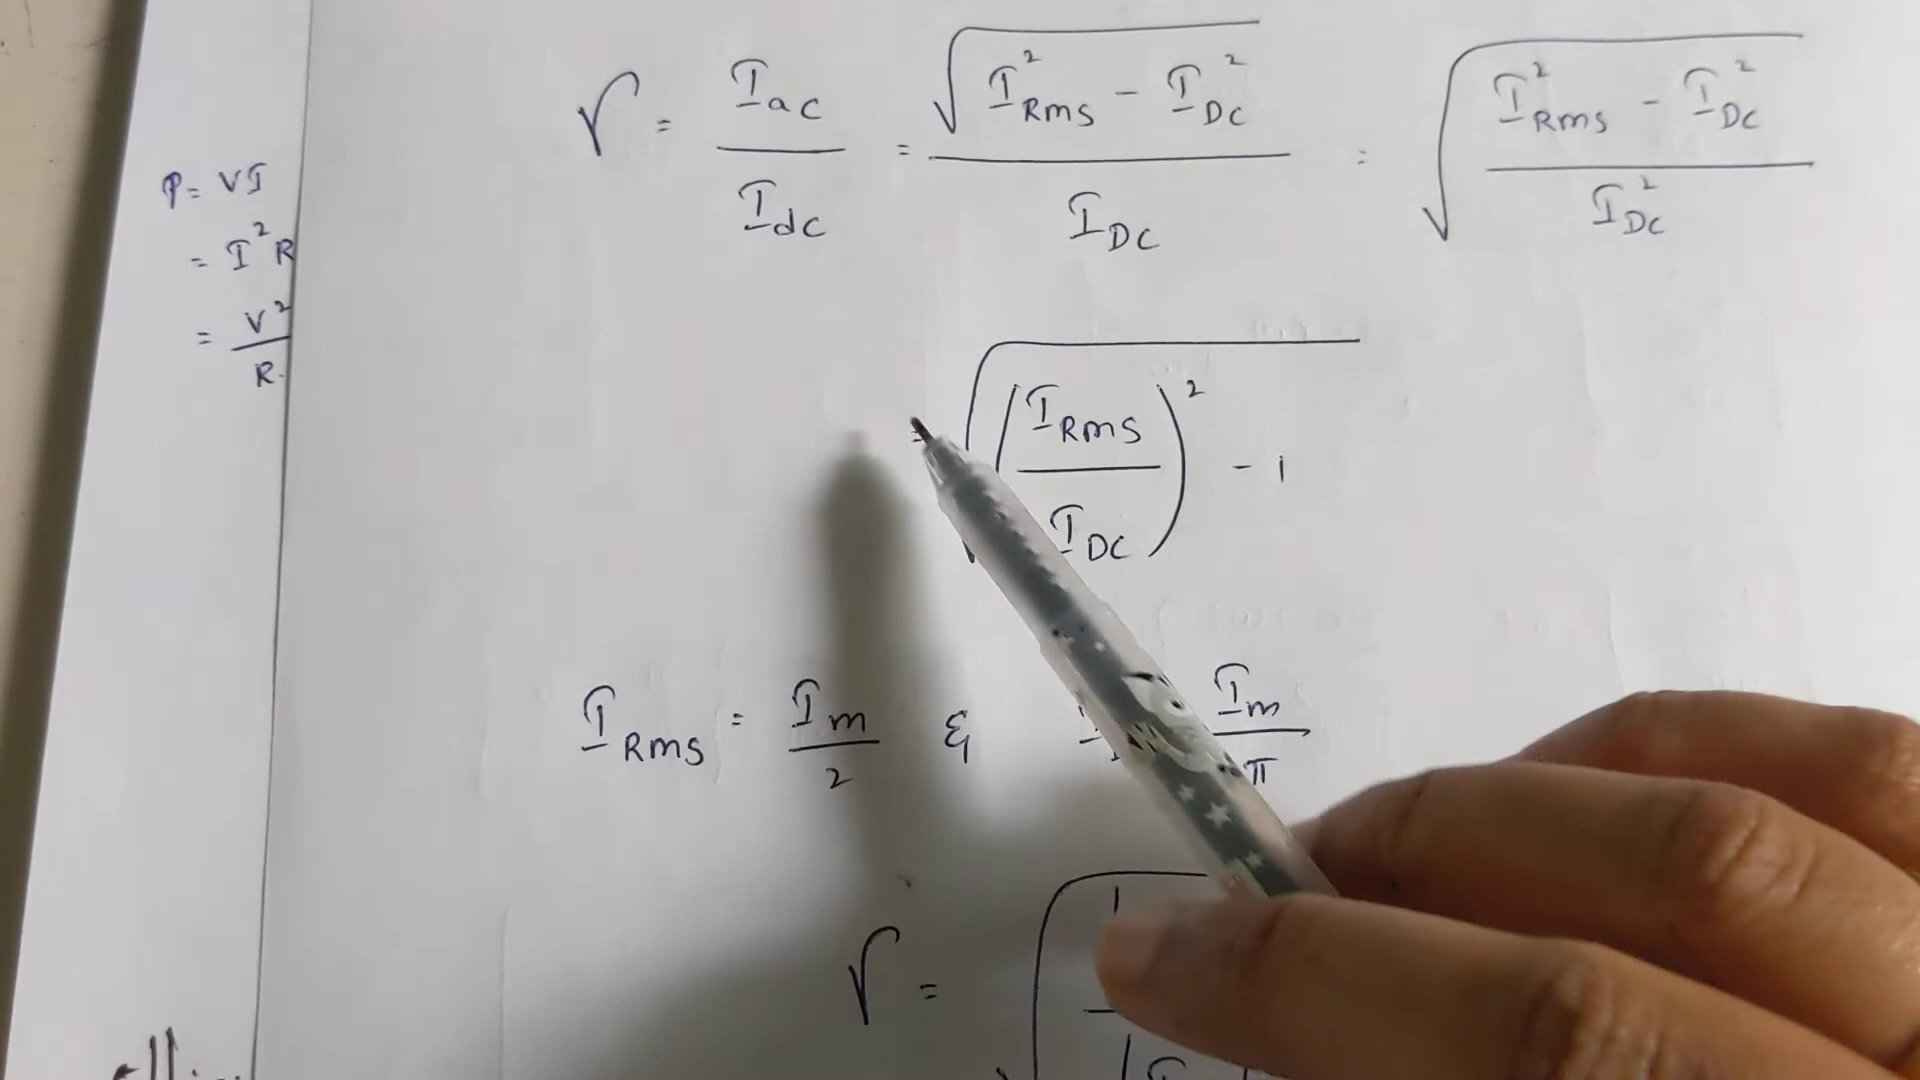 r = I_ac / I_dc = √(I²_Rms - I²_DC) / I_DC = √((I²_Rms - I²_DC) / I²_DC)
P = VI
= I²R
= V² / R.
= √((I_Rms / I_DC)² - 1)
I_Rms = I_m / 2 & I_m / π
r = √